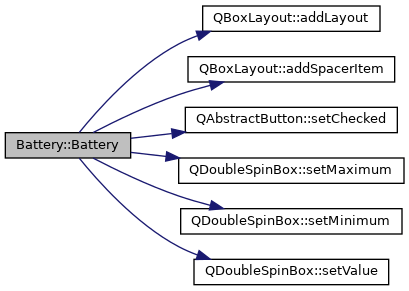 QBoxLayout::addLayout
QBoxLayout::addSpacerItem
QAbstractButton::setChecked
Battery::Battery
QDoubleSpinBox::setMaximum
QDoubleSpinBox::setMinimum
QDoubleSpinBox::setValue